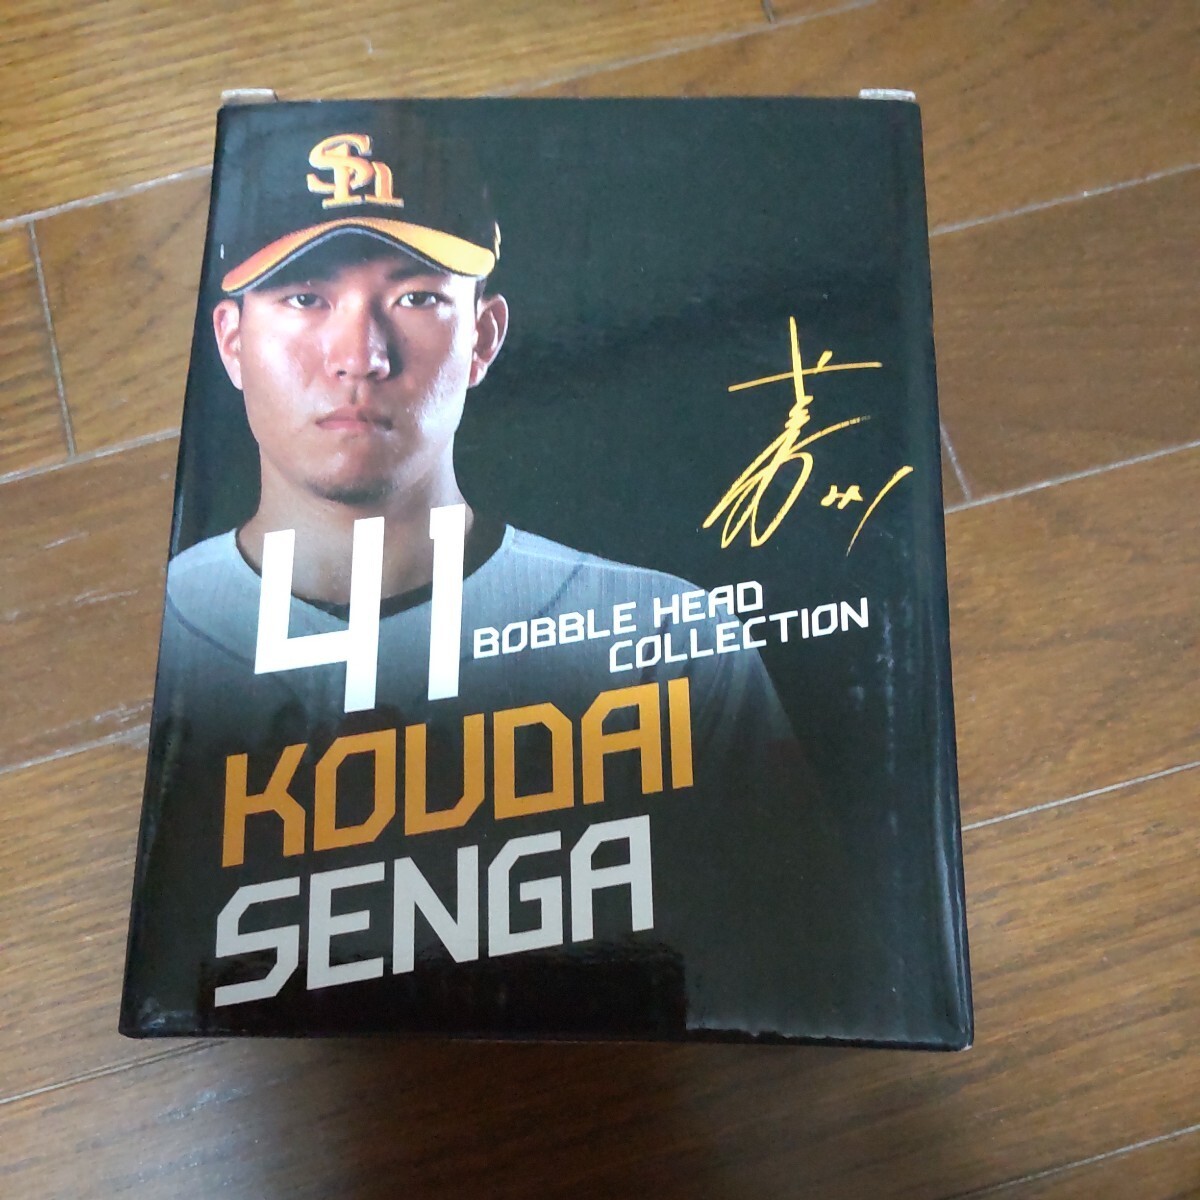 SH
41
BOBBLE HEAD
COLLECTION
KOUDAI
SENGA